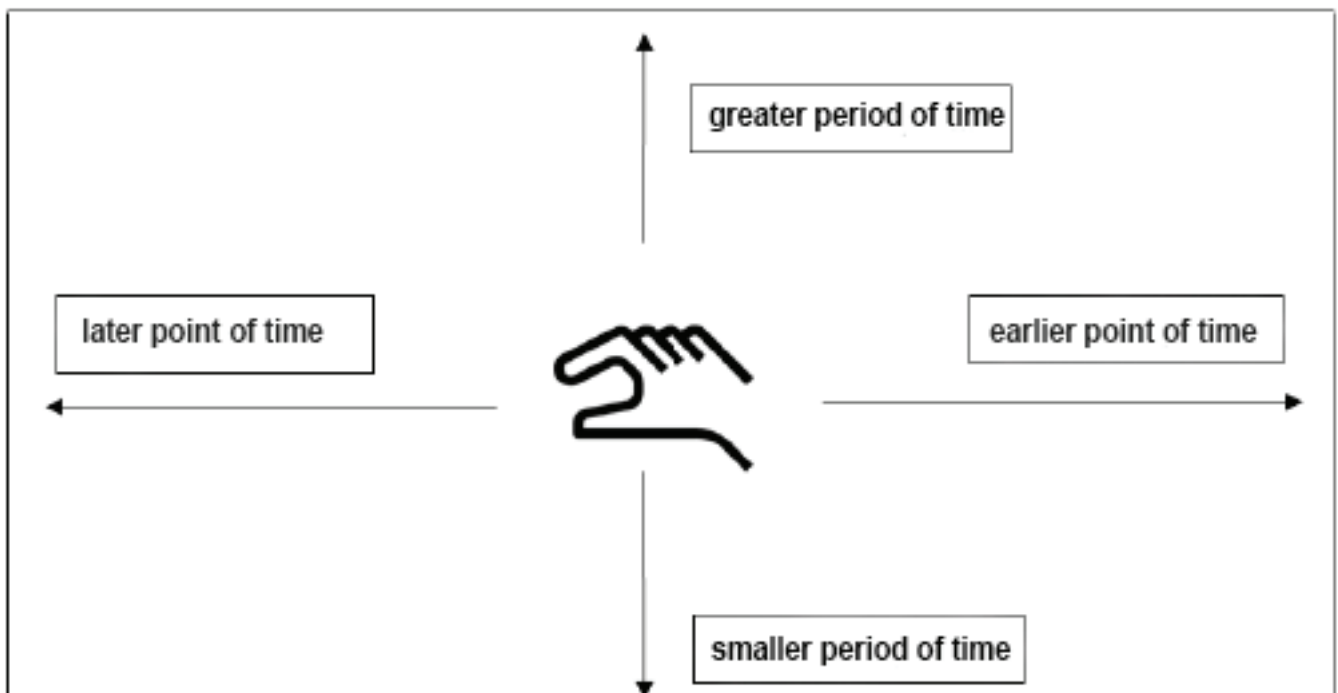 greater period of time
later point of time
earlier point of time
smaller period of time